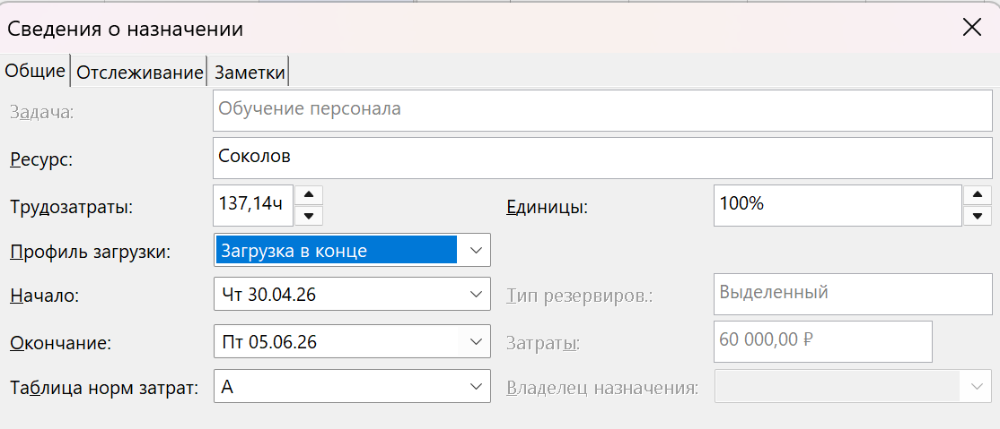 Сведения о назначении
Общие Отслеживание Заметки
Задача: Обучение персонала
Ресурс: Соколов
Трудозатраты: 137,14ч Единицы: 100%
Профиль загрузки: Загрузка в конце
Начало: Чт 30.04.26 Тип резервиров.: Выделенный
Окончание: Пт 05.06.26 Затраты: 60 000,00 ₽
Таблица норм затрат: A Владелец назначения: